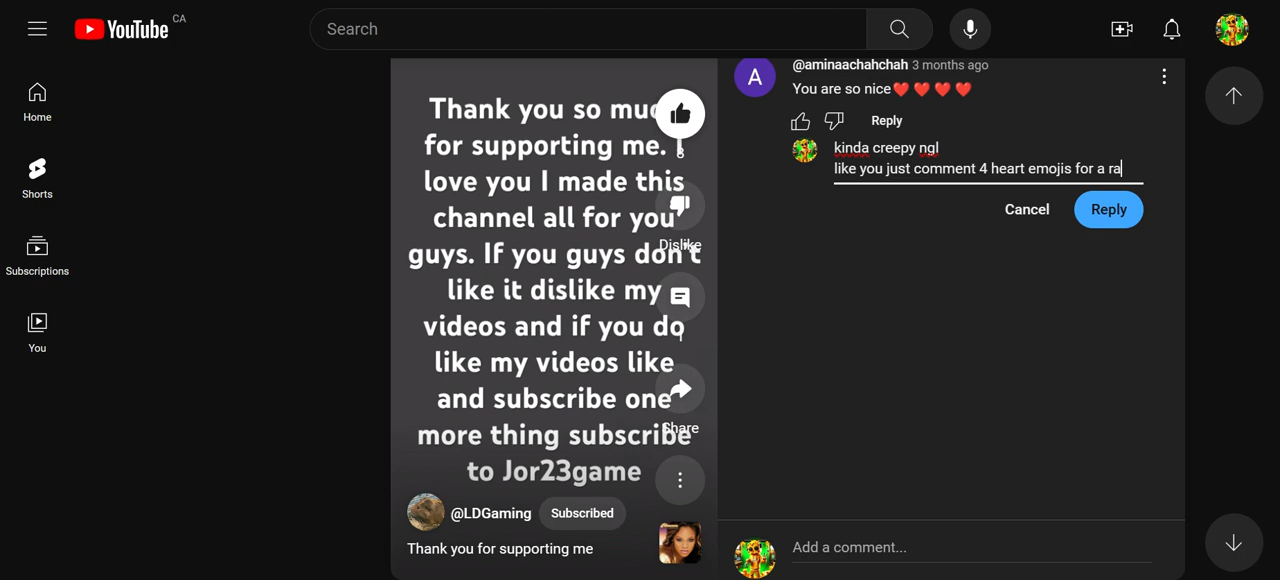 YouTube CA
Search
Home
Shorts
Subscriptions
You
Thank you so much
for supporting me. I
love you I made this
channel all for you
guys. If you guys don't
like it dislike my
videos and if you do
like my videos like
and subscribe one
more thing subscribe
to Jor23game
8
Dislike
1
Share
@LDGaming Subscribed
Thank you for supporting me
A
@aminaachahchah 3 months ago
You are so nice❤️❤️❤️❤️
Reply
kinda creepy ngl
like you just comment 4 heart emojis for a ra
Cancel Reply
Add a comment...